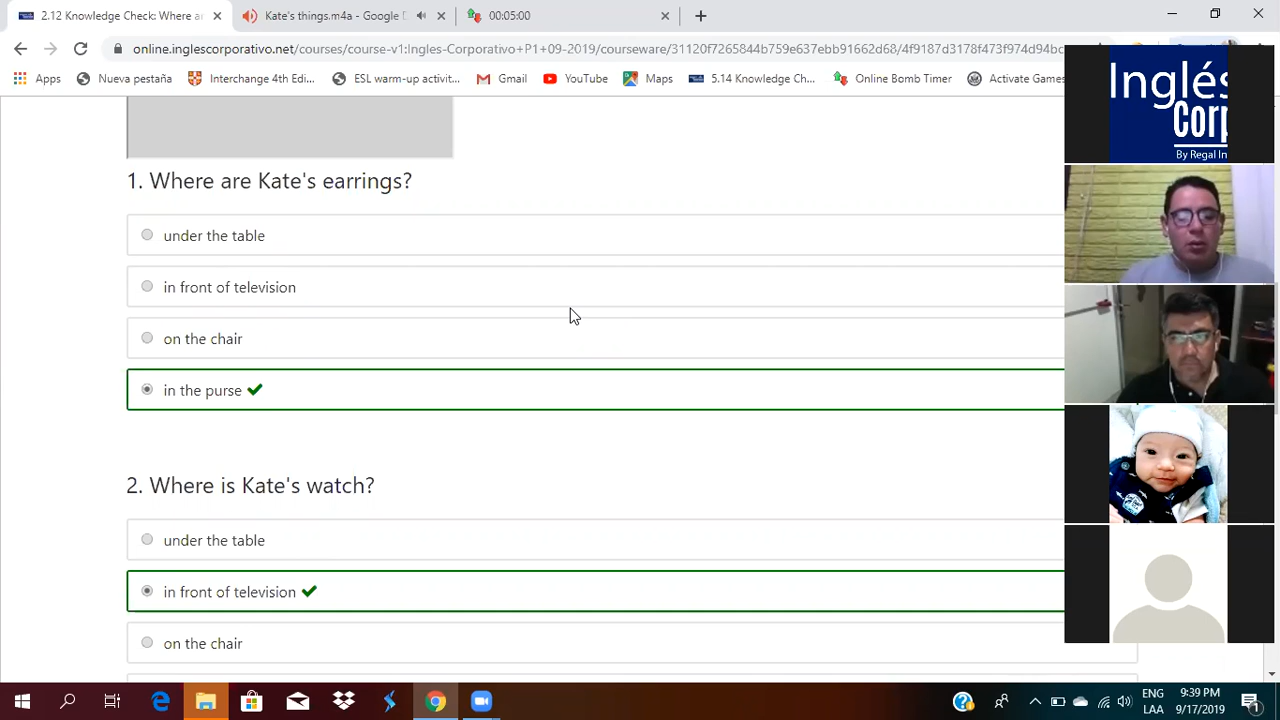 2.12 Knowledge Check: Where ar
Kate's things.m4a - Google D
00:05:00
online.inglescorporativo.net/courses/course-v1:Ingles-Corporativo+P1+09-2019/courseware/31120f7265844b759e637ebb91662d68/4f9187d3178f473f974d94bc
Apps
Nueva pestaña
Interchange 4th Edi...
ESL warm-up activit...
Gmail
YouTube
Maps
5.14 Knowledge Ch...
Online Bomb Timer
Activate Games
Inglés
Corp
By Regal In
1. Where are Kate's earrings?
under the table
in front of television
on the chair
in the purse
2. Where is Kate's watch?
under the table
in front of television
on the chair
ENG
LAA
9:39 PM
9/17/2019
1